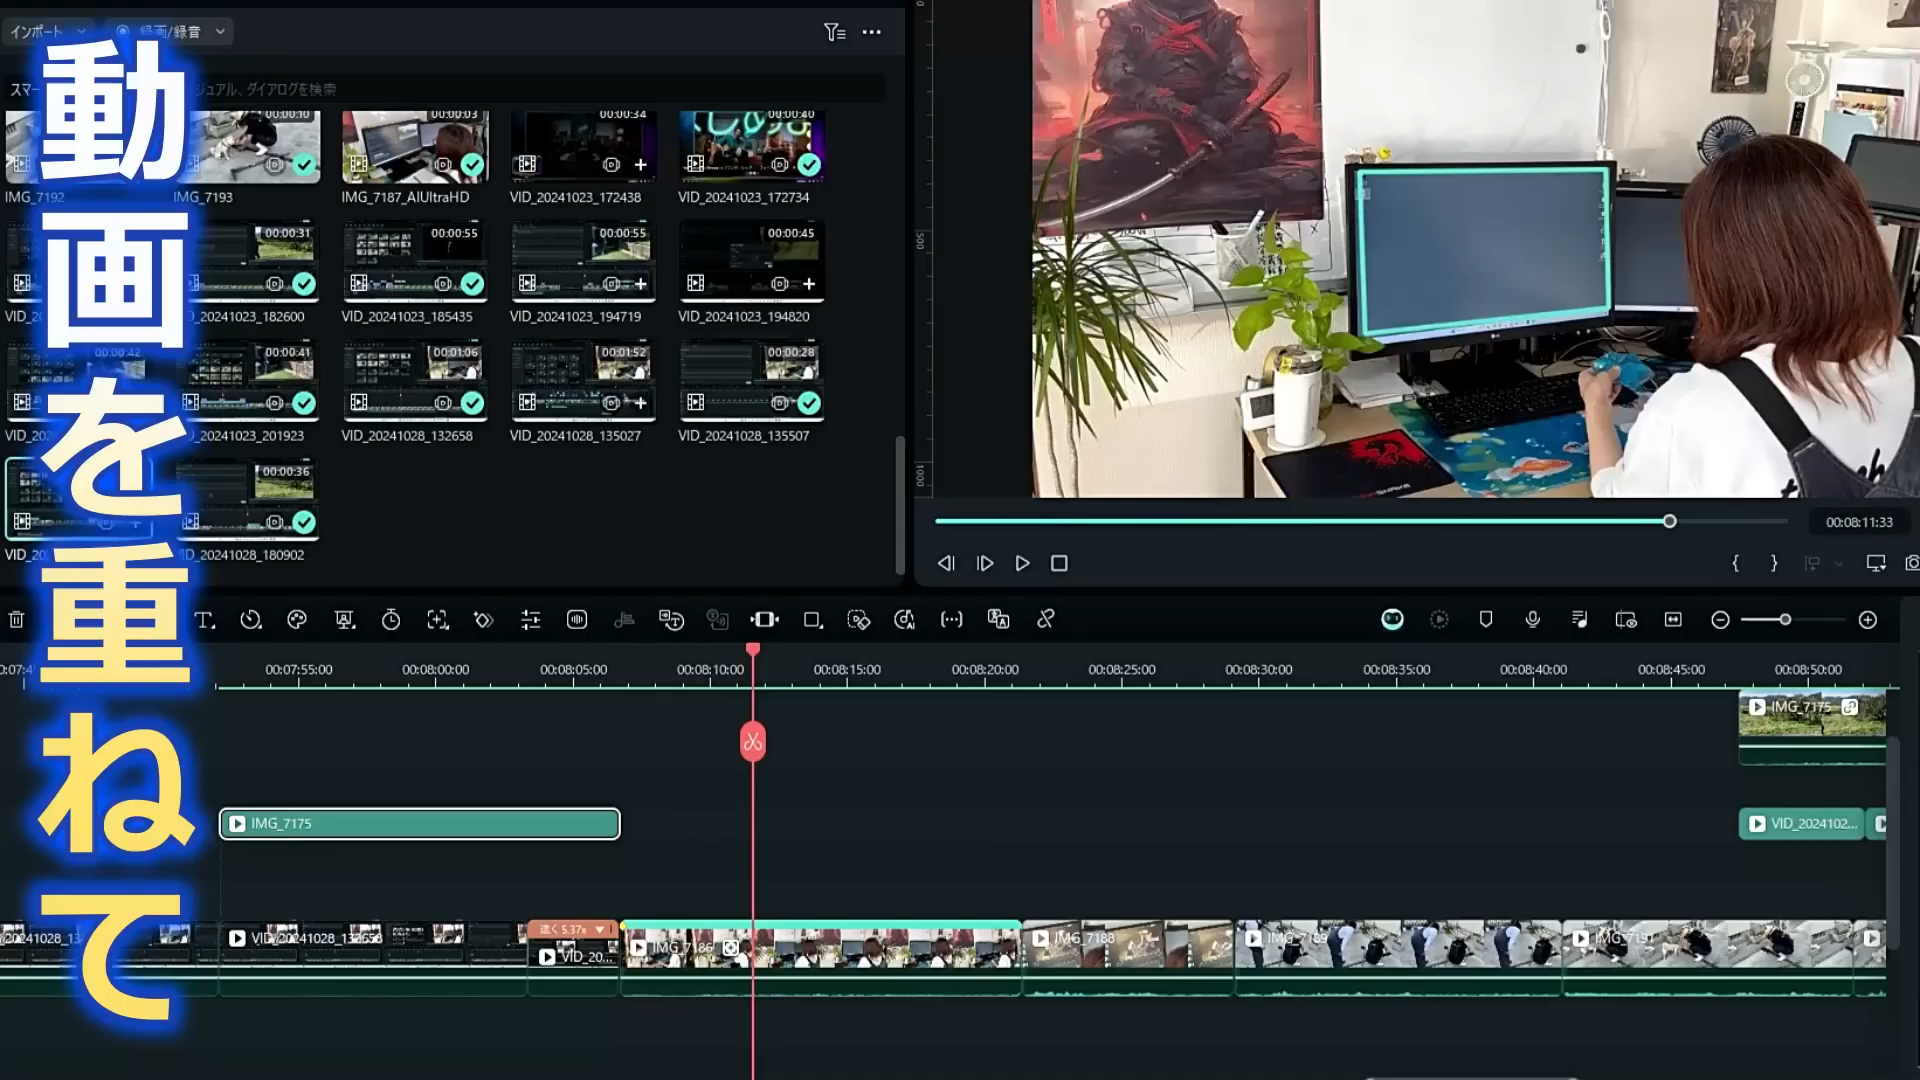 動画を重ねて
インポート
録画/録音
スマー
ジュアル、ダイアログを検索
00:00:10
00:00:03
00:00:34
00:00:40
IMG_7192
IMG_7193
IMG_7187_AIUltraHD
VID_20241023_172438
VID_20241023_172734
00:00:31
00:00:55
00:00:55
00:00:45
_20241023_182600
VID_20241023_185435
VID_20241023_194719
VID_20241023_194820
00:00:42
00:00:41
00:01:06
00:01:52
00:00:28
_20241023_201923
VID_20241028_132658
VID_20241028_135027
VID_20241028_135507
00:00:36
VID_20
ID_20241028_180902
500
1000
00:08:11:33
00:07:55:00
00:08:00:00
00:08:05:00
00:08:10:00
00:08:15:00
00:08:20:00
00:08:25:00
00:08:30:00
00:08:35:00
00:08:40:00
00:08:45:00
00:08:50:00
IMG_7175
IMG_7175
VID_2024102...
速く 5.37x
20241028_13
VID_20241028_132658
VID_20...
IMG_7186
IMG_7188
IMG_7189
IMG_7191